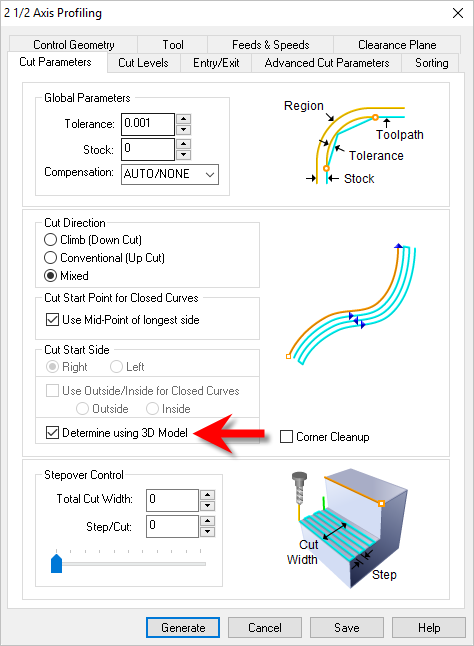 2 1/2 Axis Profiling
Control Geometry Tool Feeds & Speeds Clearance Plane
Cut Parameters Cut Levels Entry/Exit Advanced Cut Parameters Sorting
Global Parameters
Tolerance: 0.001
Stock: 0
Compensation: AUTO/NONE
Region
Toolpath
Tolerance
Stock
Cut Direction
Climb (Down Cut)
Conventional (Up Cut)
Mixed
Cut Start Point for Closed Curves
Use Mid-Point of longest side
Cut Start Side
Right Left
Use Outside/Inside for Closed Curves
Outside Inside
Determine using 3D Model
Corner Cleanup
Stepover Control
Total Cut Width: 0
Step/Cut: 0
Cut
Width
Step
Generate Cancel Save Help